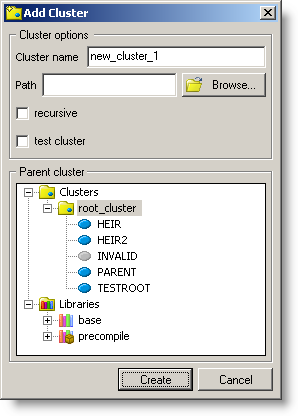 Add Cluster
Cluster options
Cluster name new_cluster_1
Path Browse...
recursive
test cluster
Parent cluster
Clusters
root_cluster
HEIR
HEIR2
INVALID
PARENT
TESTROOT
Libraries
base
precompile
Create Cancel